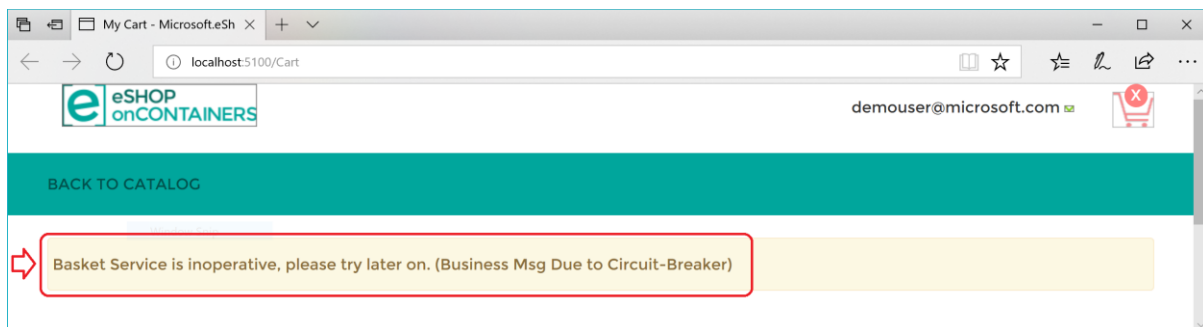 My Cart - Microsoft.eSh
localhost:5100/Cart
eSHOP
onCONTAINERS
demouser@microsoft.com
X
BACK TO CATALOG
Basket Service is inoperative, please try later on. (Business Msg Due to Circuit-Breaker)